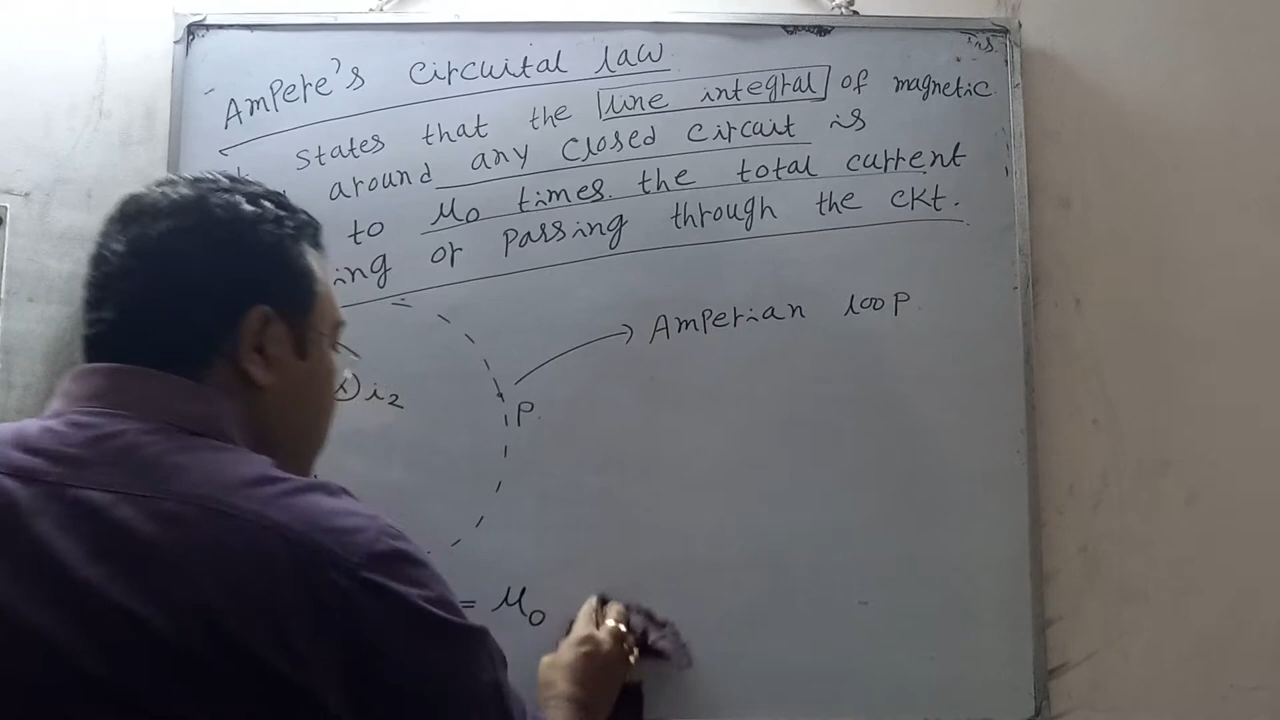 Ampere's circuital law
states that the line integral of magnetic
around any closed circuit is
to μ₀ times the total current
ing or passing through the ckt.
Amperian loop
i₂
P
= μ₀